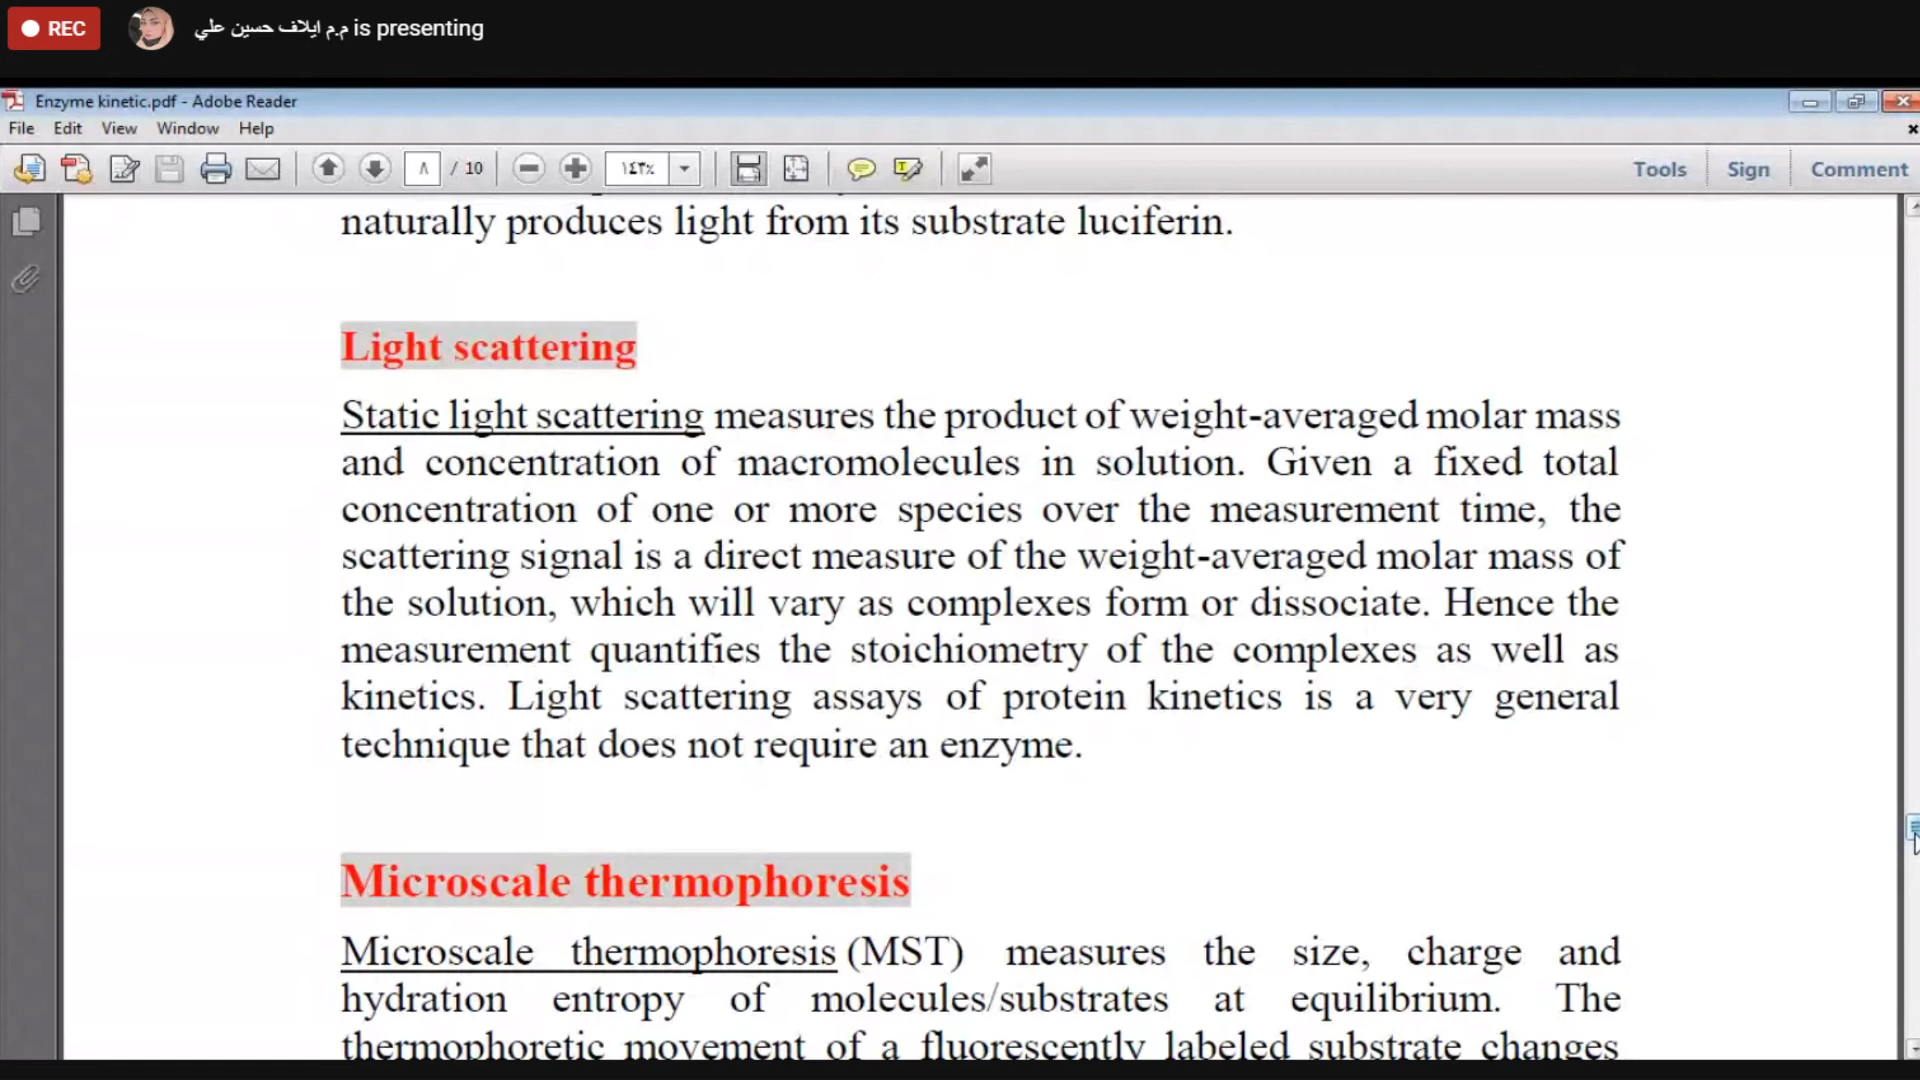 REC
م.م ايلاف حسين علي is presenting
Enzyme kinetic.pdf - Adobe Reader
File Edit View Window Help
٨ / 10 ١٤٣% Tools Sign Comment
naturally produces light from its substrate luciferin.
Light scattering
Static light scattering measures the product of weight-averaged molar mass
and concentration of macromolecules in solution. Given a fixed total
concentration of one or more species over the measurement time, the
scattering signal is a direct measure of the weight-averaged molar mass of
the solution, which will vary as complexes form or dissociate. Hence the
measurement quantifies the stoichiometry of the complexes as well as
kinetics. Light scattering assays of protein kinetics is a very general
technique that does not require an enzyme.
Microscale thermophoresis
Microscale thermophoresis (MST) measures the size, charge and
hydration entropy of molecules/substrates at equilibrium. The
thermophoretic movement of a fluorescently labeled substrate changes